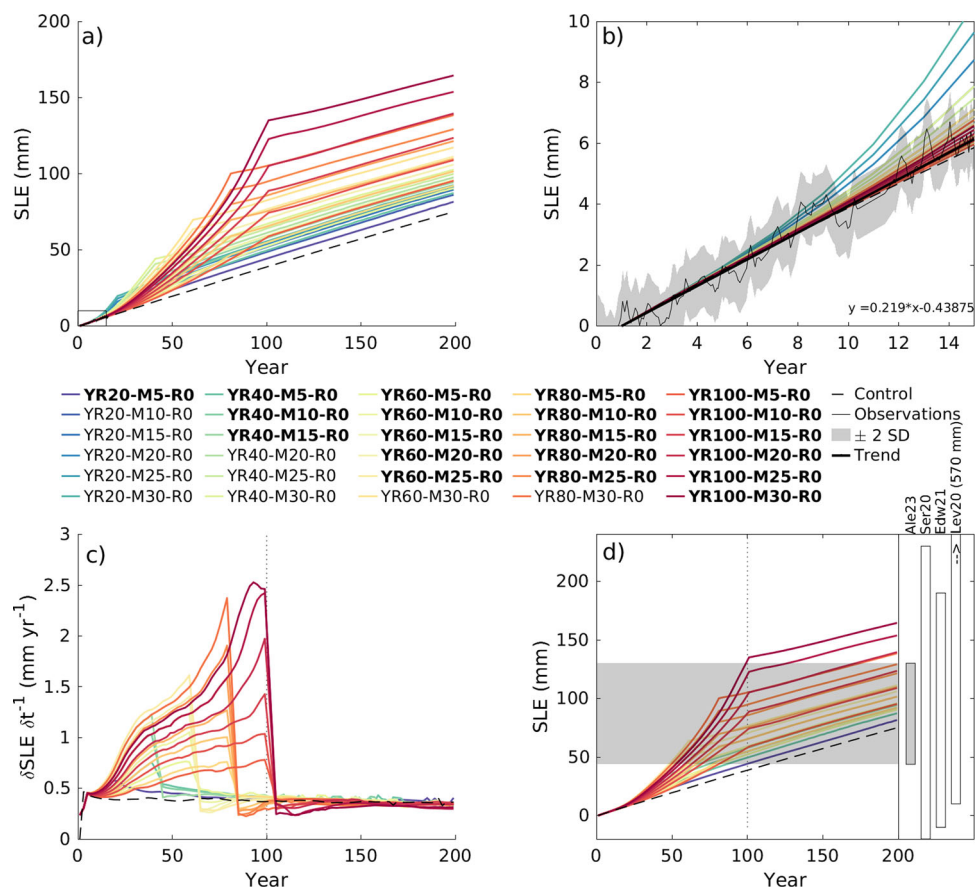 a)
200
150
100
50
0
SLE (mm)
0 50 100 150 200
Year
b)
10
8
6
4
2
0
SLE (mm)
y =0.219*x-0.43875
0 2 4 6 8 10 12 14
Year
YR20-M5-R0 YR40-M5-R0 YR60-M5-R0 YR80-M5-R0 YR100-M5-R0 Control
YR20-M10-R0 YR40-M10-R0 YR60-M10-R0 YR80-M10-R0 YR100-M10-R0 Observations
YR20-M15-R0 YR40-M15-R0 YR60-M15-R0 YR80-M15-R0 YR100-M15-R0 ± 2 SD
YR20-M20-R0 YR40-M20-R0 YR60-M20-R0 YR80-M20-R0 YR100-M20-R0 Trend
YR20-M25-R0 YR40-M25-R0 YR60-M25-R0 YR80-M25-R0 YR100-M25-R0
YR20-M30-R0 YR40-M30-R0 YR60-M30-R0 YR80-M30-R0 YR100-M30-R0
c)
3
2.5
2
1.5
1
0.5
0
δSLE δt⁻¹ (mm yr⁻¹)
0 50 100 150 200
Year
d)
200
150
100
50
0
SLE (mm)
0 50 100 150 200
Year
Ale23
Ser20
Edw21
Lev20 (570 mm)